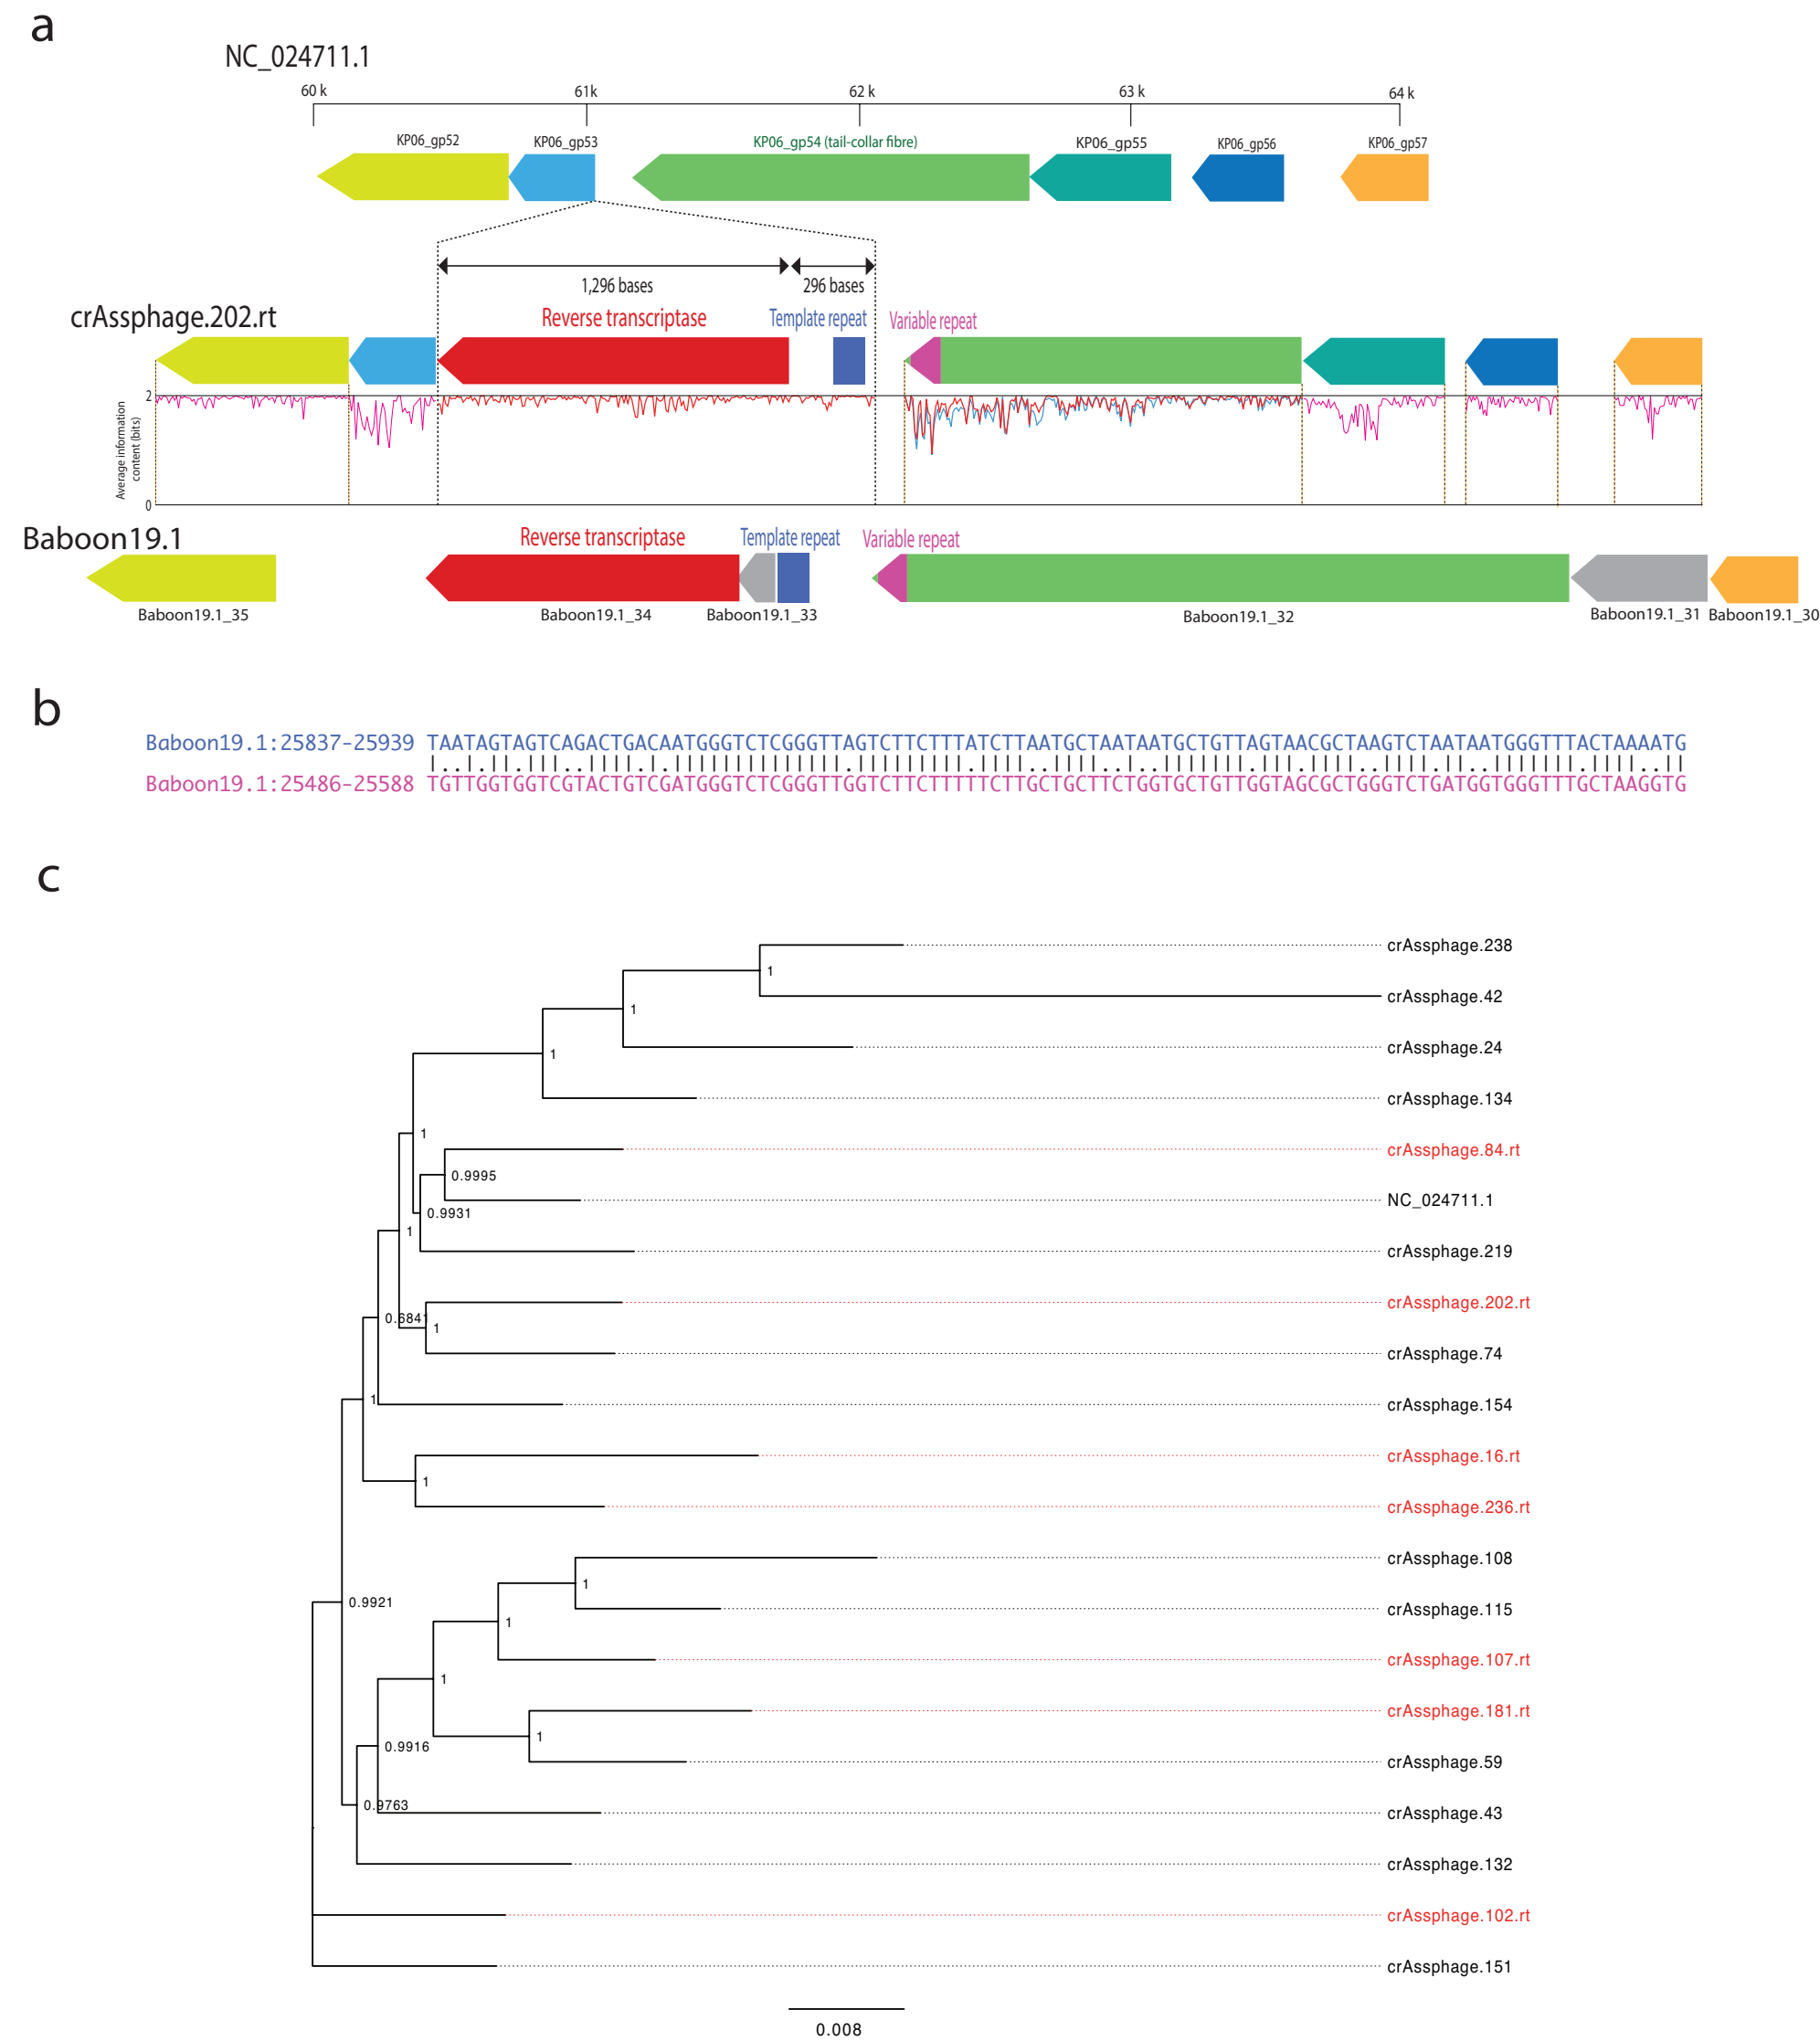 a
NC_024711.1
60 k 61k 62 k 63 k 64 k
KP06_gp52 KP06_gp53 KP06_gp54 (tail-collar fibre) KP06_gp55 KP06_gp56 KP06_gp57
1,296 bases 296 bases
crAssphage.202.rt Reverse transcriptase Template repeat Variable repeat
2
Average information
content (bits)
0
Baboon19.1 Reverse transcriptase Template repeat Variable repeat
Baboon19.1_35 Baboon19.1_34 Baboon19.1_33 Baboon19.1_32 Baboon19.1_31 Baboon19.1_30
b
Baboon19.1:25837-25939 TAATAGTAGTCAGACTGACAATGGGTCTCGGGTTAGTCTTCTTTATCTTAATGCTAATAATGCTGTTAGTAACGCTAAGTCTAATAATGGGTTTACTAAAATG
Baboon19.1:25486-25588 TGTTGGTGGTCGTACTGTCGATGGGTCTCGGGTTGGTCTTCTTTTTCTTGCTGCTTCTGGTGCTGTTGGTAGCGCTGGGTCTGATGGTGGGTTTGCTAAGGTG
c
crAssphage.238
1
crAssphage.42
1
crAssphage.24
1
crAssphage.134
1
crAssphage.84.rt
0.9995
NC_024711.1
0.9931
1
crAssphage.219
crAssphage.202.rt
0.6841
1
crAssphage.74
1
crAssphage.154
crAssphage.16.rt
1
crAssphage.236.rt
crAssphage.108
1
0.9921
crAssphage.115
1
crAssphage.107.rt
1
crAssphage.181.rt
1
0.9916
crAssphage.59
0.9763
crAssphage.43
crAssphage.132
crAssphage.102.rt
crAssphage.151
0.008